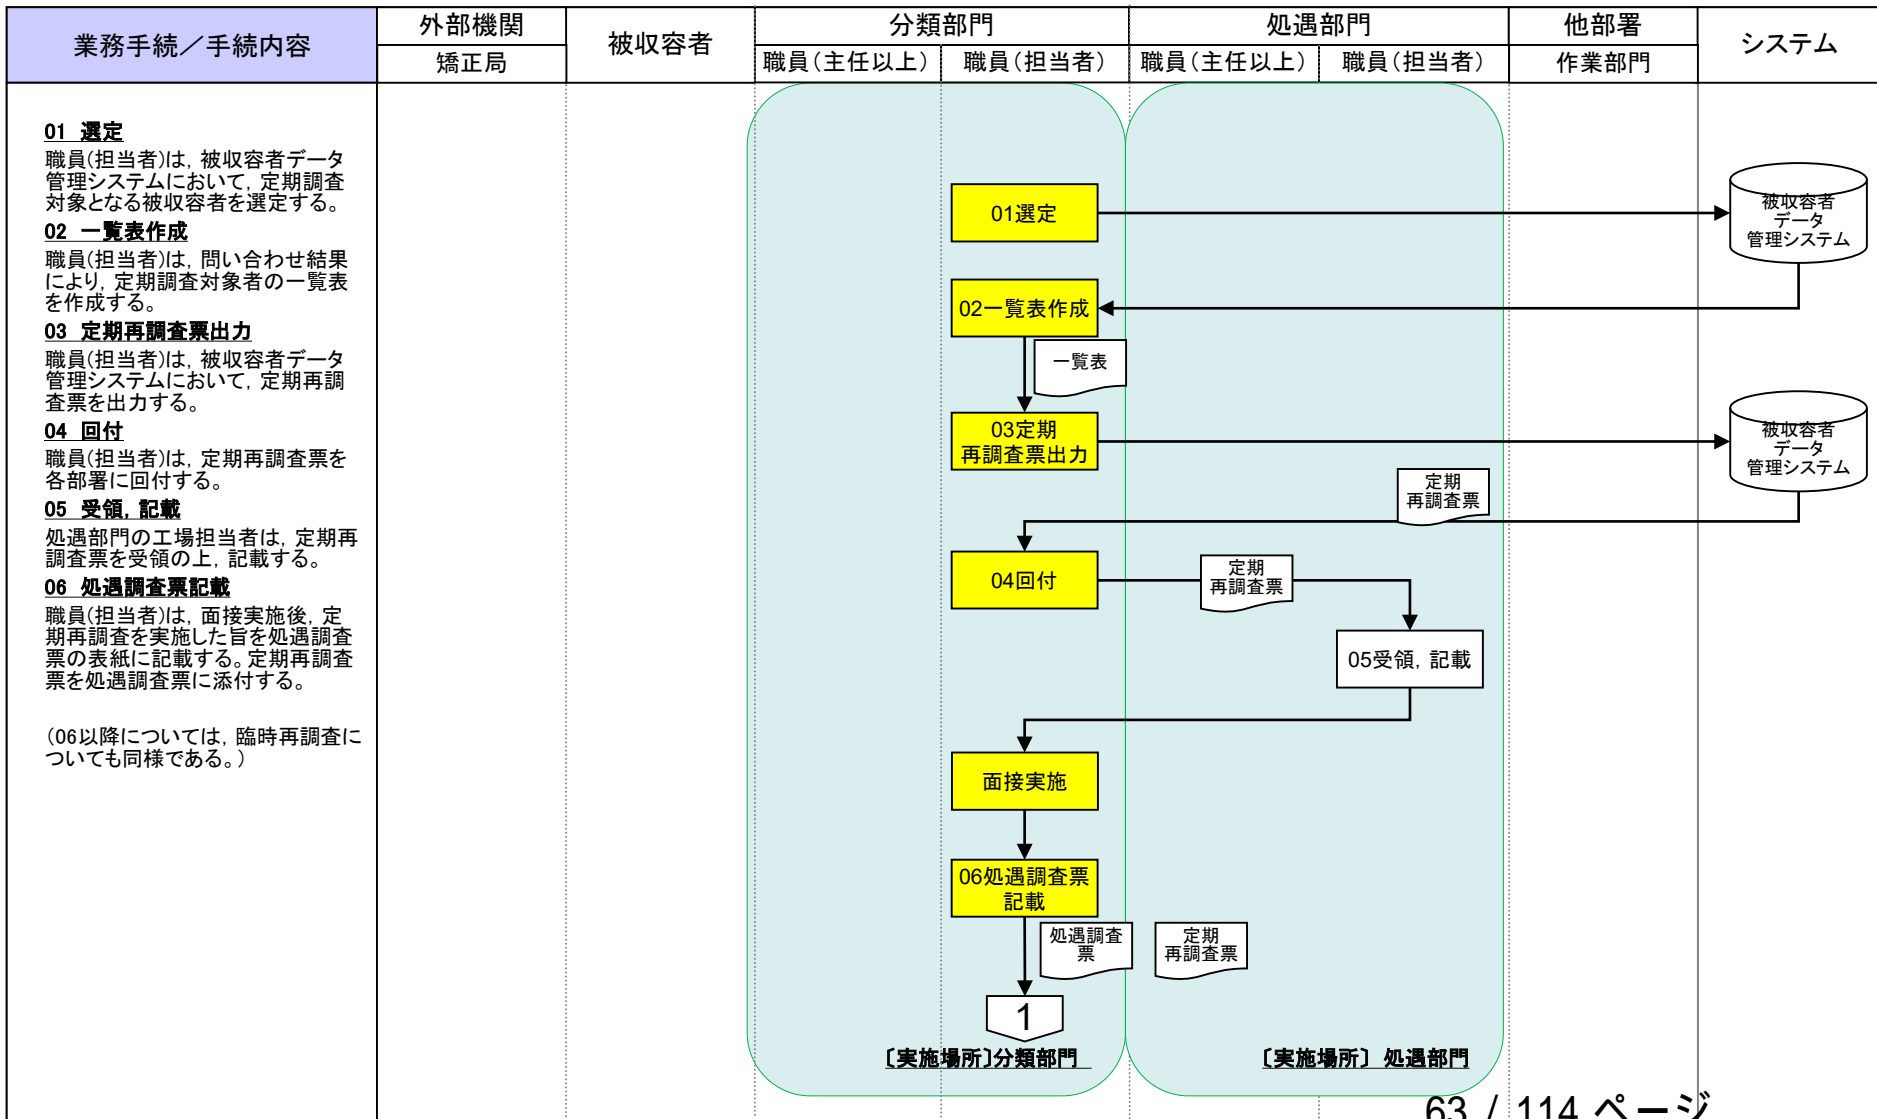 業務手続／手続内容
外部機関
矯正局
被収容者
分類部門
職員（主任以上）
職員（担当者）
処遇部門
職員（主任以上）
職員（担当者）
他部署
作業部門
システム
01 選定
職員(担当者)は，被収容者データ
管理システムにおいて，定期調査
対象となる被収容者を選定する。
02 一覧表作成
職員(担当者)は，問い合わせ結果
により，定期調査対象者の一覧表
を作成する。
03 定期再調査票出力
職員(担当者)は，被収容者データ
管理システムにおいて，定期再調
査票を出力する。
04 回付
職員(担当者)は，定期再調査票を
各部署に回付する。
05 受領，記載
処遇部門の工場担当者は，定期再
調査票を受領の上，記載する。
06 処遇調査票記載
職員(担当者)は，面接実施後，定
期再調査を実施した旨を処遇調査
票の表紙に記載する。定期再調査
票を処遇調査票に添付する。
（06以降については，臨時再調査に
ついても同様である。）
01選定
被収容者
データ
管理システム
02一覧表作成
一覧表
03定期
再調査票出力
被収容者
データ
管理システム
定期
再調査票
04回付
定期
再調査票
05受領，記載
面接実施
06処遇調査票
記載
処遇調査
票
定期
再調査票
1
〔実施場所〕分類部門
〔実施場所〕 処遇部門
63 / 114 ページ